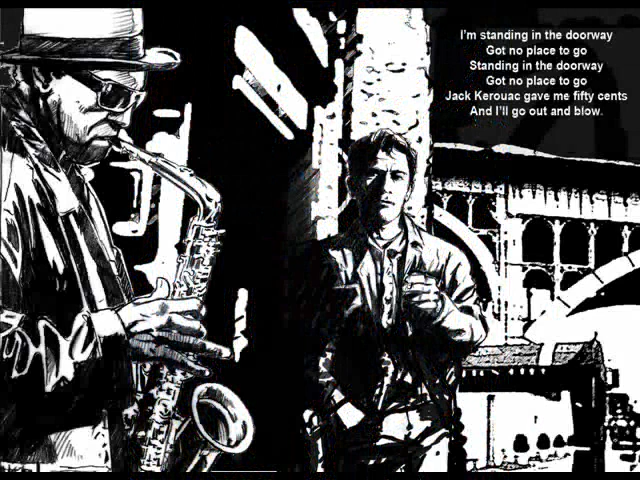 I'm standing in the doorway
Got no place to go
Standing in the doorway
Got no place to go
Jack Kerouac gave me fifty cents
And I'll go out and blow.